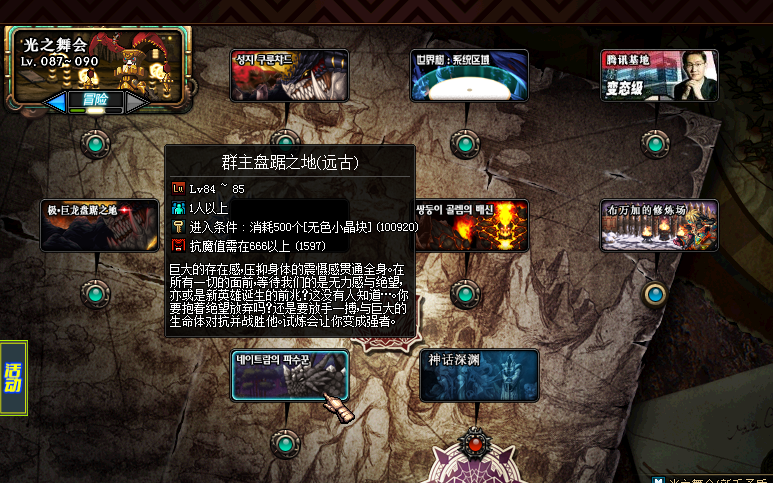 光之舞会
Lv. 087~090
冒险
성지 쿠룬차드
世界树:系统区域
腾讯基地
变态级
群主盘踞之地(远古)
Lv84 ~ 85
1人以上
进入条件：消耗500个[无色小晶块] (100920)
抗魔值需在666以上 (1597)
巨大的存在感,压抑身体的震慑感贯通全身。在
所有一切的面前,等待我们的是无力感与绝望,
亦或是新英雄诞生的前兆?这没有人知道…。你
要抱着绝望放弃吗?还是要放手一搏,与巨大的
生命体对抗并战胜他。试炼会让你变成强者。
极·巨龙盘踞之地
쌍둥이 골렘의 배신
布万加的修炼场
活动
네이트람의 파수꾼
神话深渊